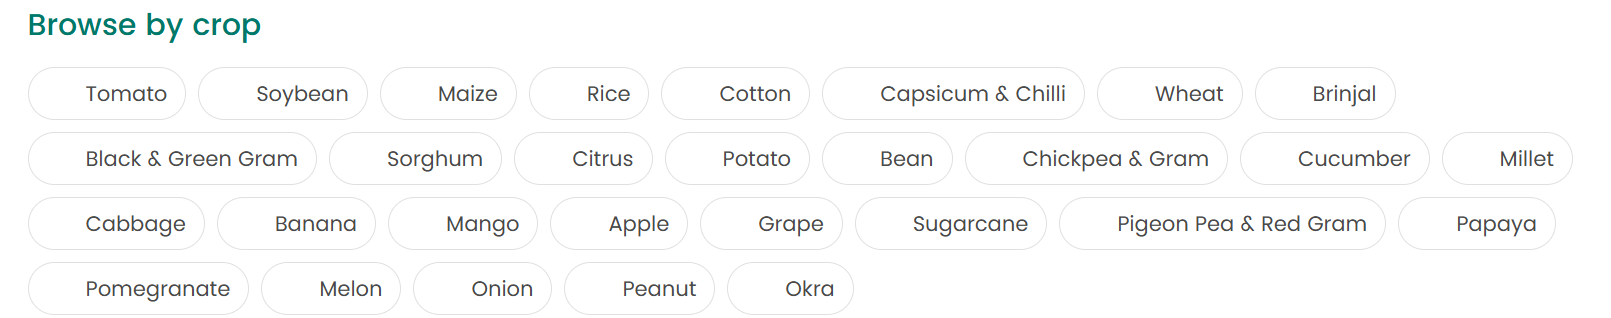 Browse by crop
Tomato Soybean Maize Rice Cotton Capsicum & Chilli Wheat Brinjal
Black & Green Gram Sorghum Citrus Potato Bean Chickpea & Gram Cucumber Millet
Cabbage Banana Mango Apple Grape Sugarcane Pigeon Pea & Red Gram Papaya
Pomegranate Melon Onion Peanut Okra